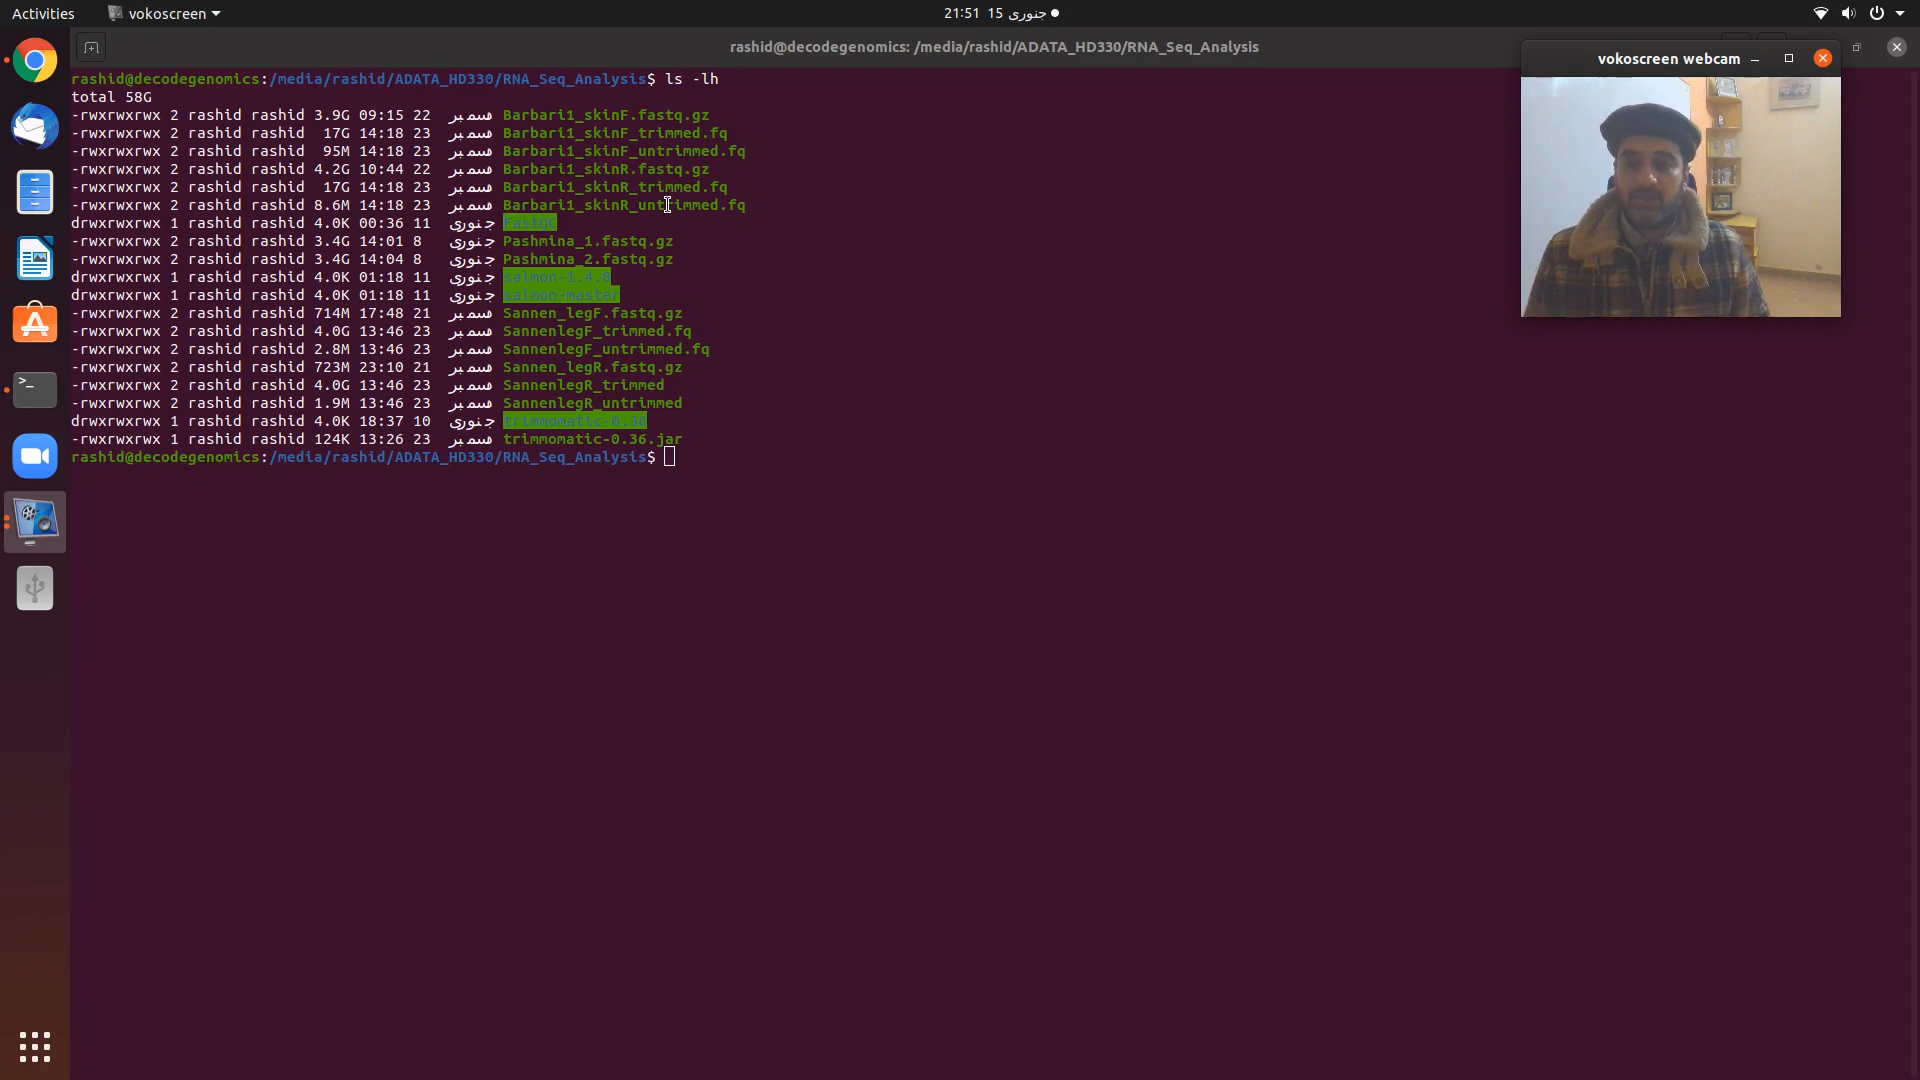 Activities vokoscreen 21:51 15 جنوری
rashid@decodegenomics: /media/rashid/ADATA_HD330/RNA_Seq_Analysis
vokoscreen webcam
rashid@decodegenomics:/media/rashid/ADATA_HD330/RNA_Seq_Analysis$ ls -lh
total 58G
-rwxrwxrwx 2 rashid rashid 3.9G 09:15 22 دسمبر Barbari1_skinF.fastq.gz
-rwxrwxrwx 2 rashid rashid 17G 14:18 23 دسمبر Barbari1_skinF_trimmed.fq
-rwxrwxrwx 2 rashid rashid 95M 14:18 23 دسمبر Barbari1_skinF_untrimmed.fq
-rwxrwxrwx 2 rashid rashid 4.2G 10:44 22 دسمبر Barbari1_skinR.fastq.gz
-rwxrwxrwx 2 rashid rashid 17G 14:18 23 دسمبر Barbari1_skinR_trimmed.fq
-rwxrwxrwx 2 rashid rashid 8.6M 14:18 23 دسمبر Barbari1_skinR_untrimmed.fq
drwxrwxrwx 1 rashid rashid 4.0K 00:36 11 جنوری FastQC
-rwxrwxrwx 2 rashid rashid 3.4G 14:01 8 جنوری Pashmina_1.fastq.gz
-rwxrwxrwx 2 rashid rashid 3.4G 14:04 8 جنوری Pashmina_2.fastq.gz
drwxrwxrwx 1 rashid rashid 4.0K 01:18 11 جنوری salmon-1.4.0
drwxrwxrwx 1 rashid rashid 4.0K 01:18 11 جنوری salmon-master
-rwxrwxrwx 2 rashid rashid 714M 17:48 21 دسمبر Sannen_legF.fastq.gz
-rwxrwxrwx 2 rashid rashid 4.0G 13:46 23 دسمبر SannenlegF_trimmed.fq
-rwxrwxrwx 2 rashid rashid 2.8M 13:46 23 دسمبر SannenlegF_untrimmed.fq
-rwxrwxrwx 2 rashid rashid 723M 23:10 21 دسمبر Sannen_legR.fastq.gz
-rwxrwxrwx 2 rashid rashid 4.0G 13:46 23 دسمبر SannenlegR_trimmed
-rwxrwxrwx 2 rashid rashid 1.9M 13:46 23 دسمبر SannenlegR_untrimmed
drwxrwxrwx 1 rashid rashid 4.0K 18:37 10 جنوری trimmomatic-0.36
-rwxrwxrwx 1 rashid rashid 124K 13:26 23 دسمبر trimmomatic-0.36.jar
rashid@decodegenomics:/media/rashid/ADATA_HD330/RNA_Seq_Analysis$